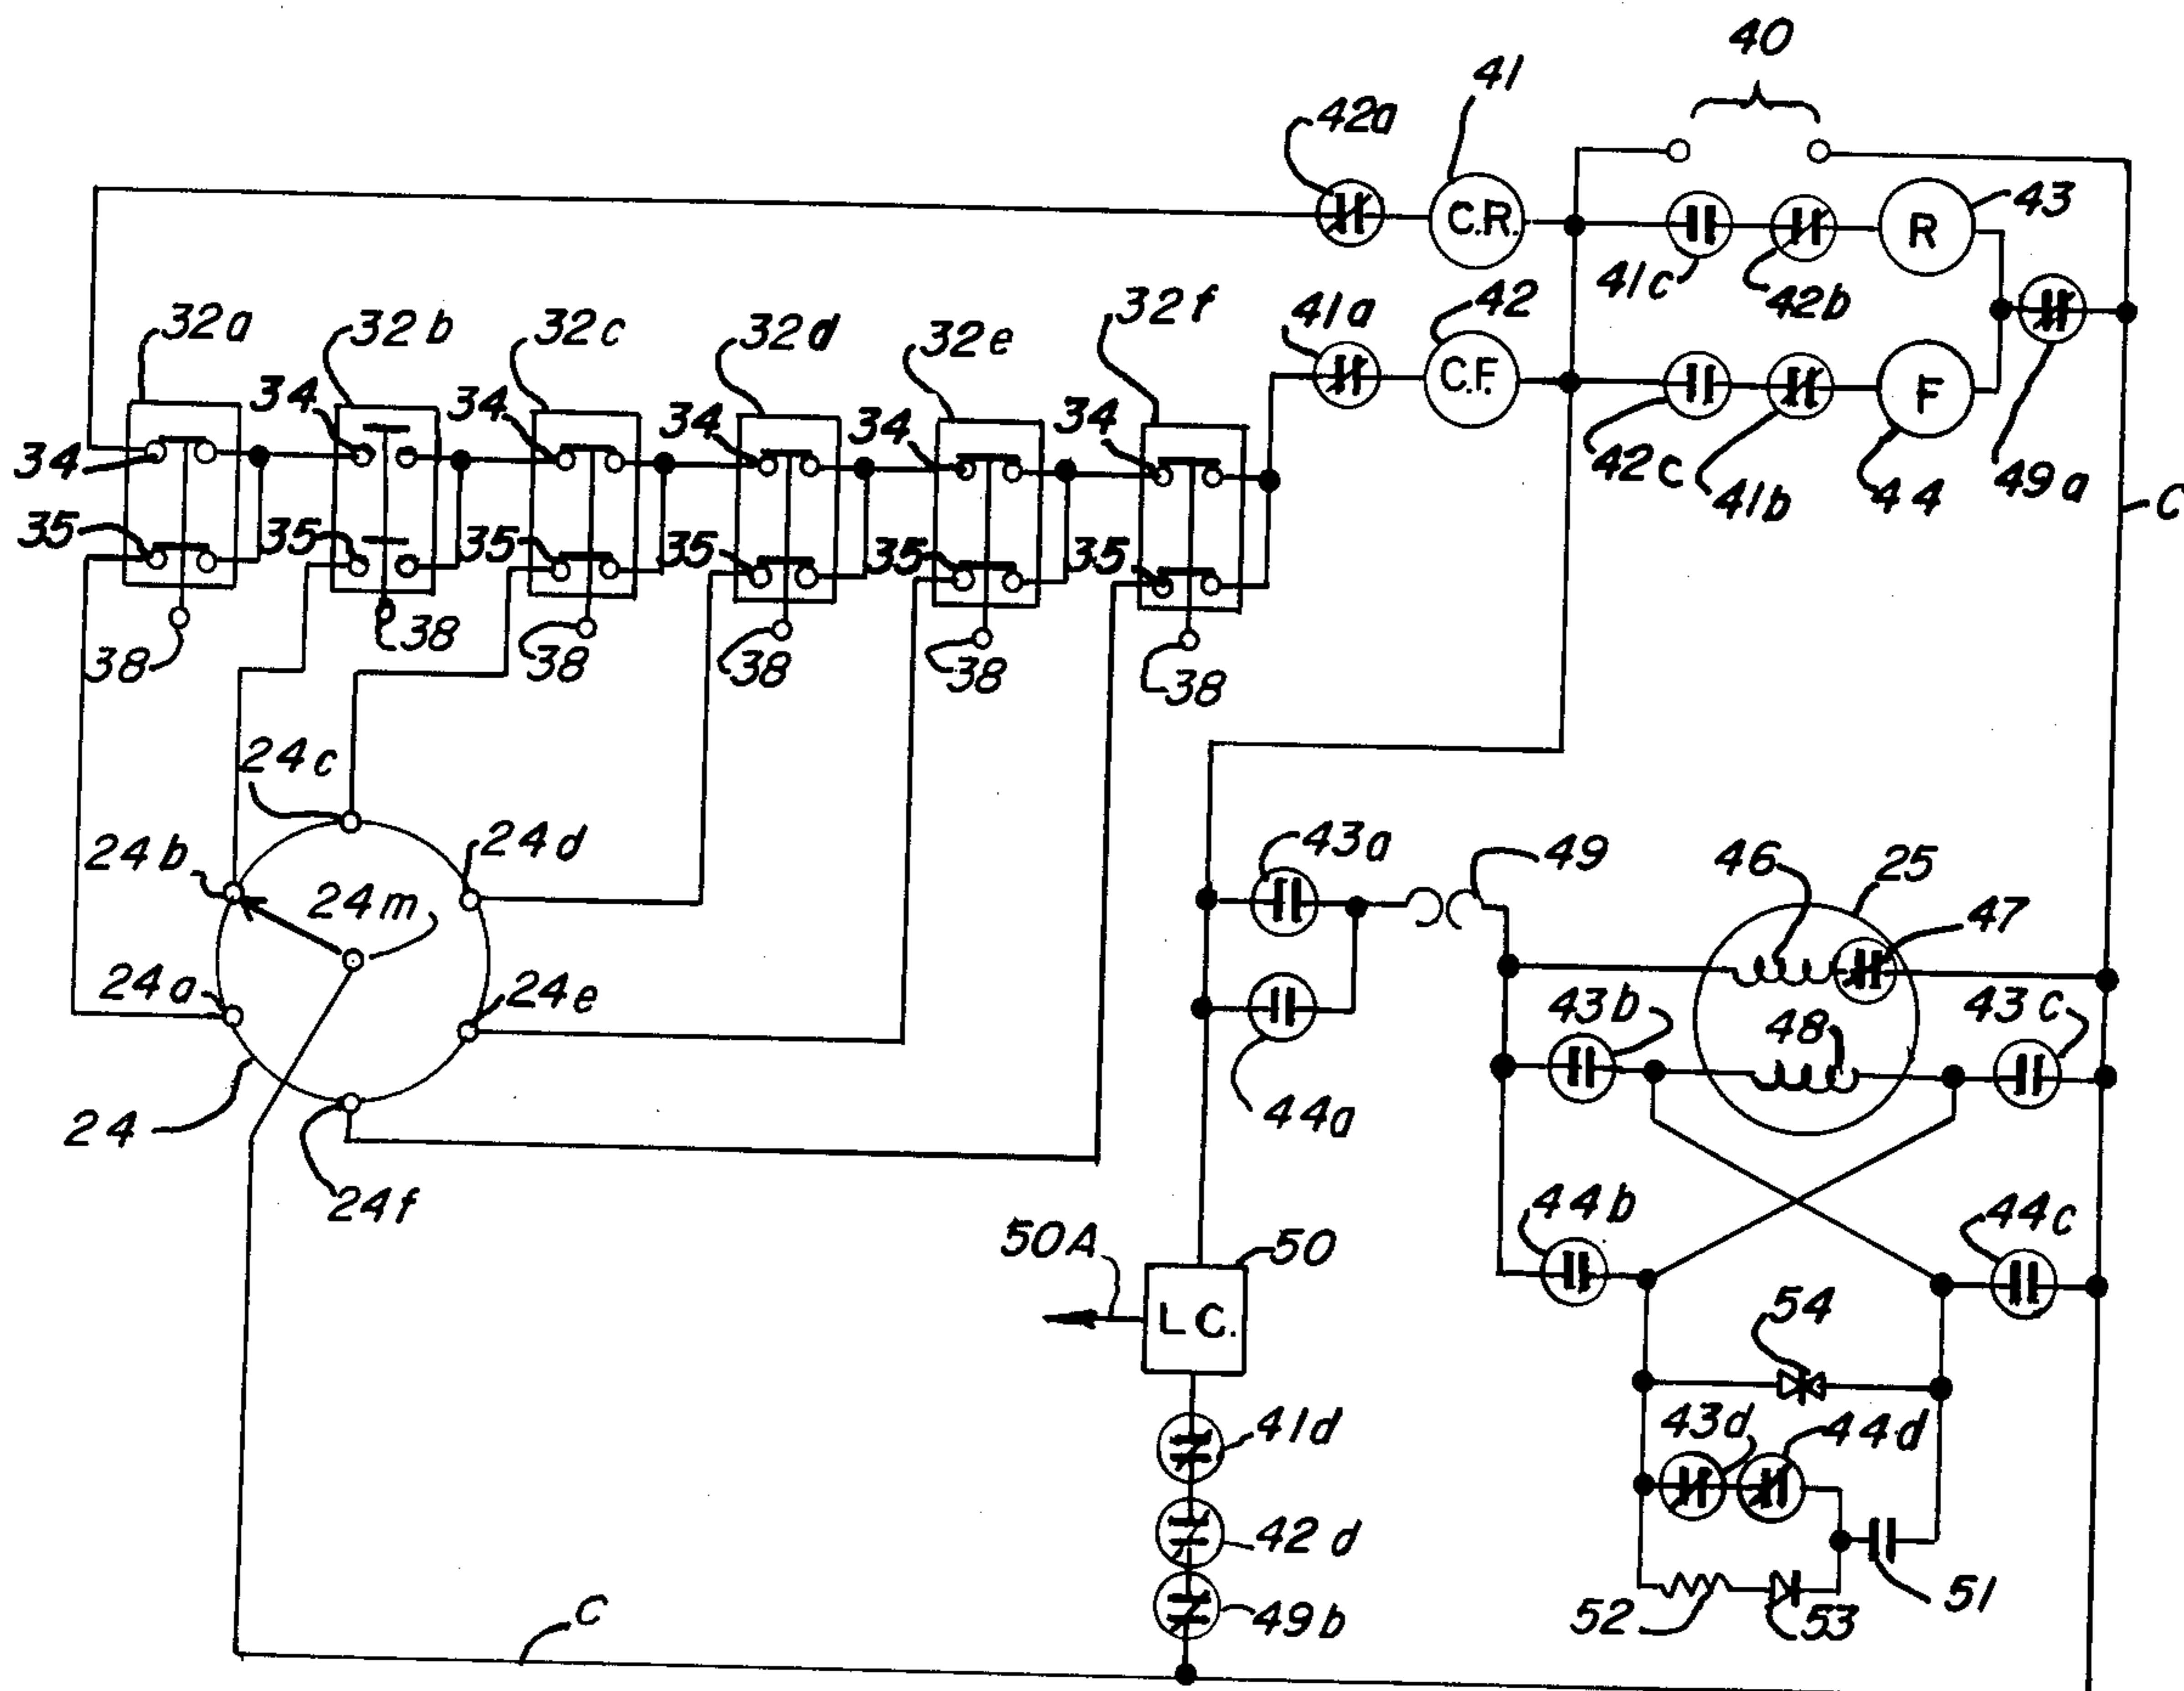 40
41
42a
C.R.
R
43
41c
42b
32a
32b
32c
32d
32e
32f
41a
42
C.F.
F
42c
41b
44
49a
C
34
34
34
34
34
34
35
35
35
35
35
35
38
38
38
38
38
38
24c
24b
24d
24m
24a
24e
24
24f
43a
49
46
25
47
43b
48
43c
44a
44b
44c
50A
50
L.C.
54
41d
43d
44d
42d
49b
52
53
51
C